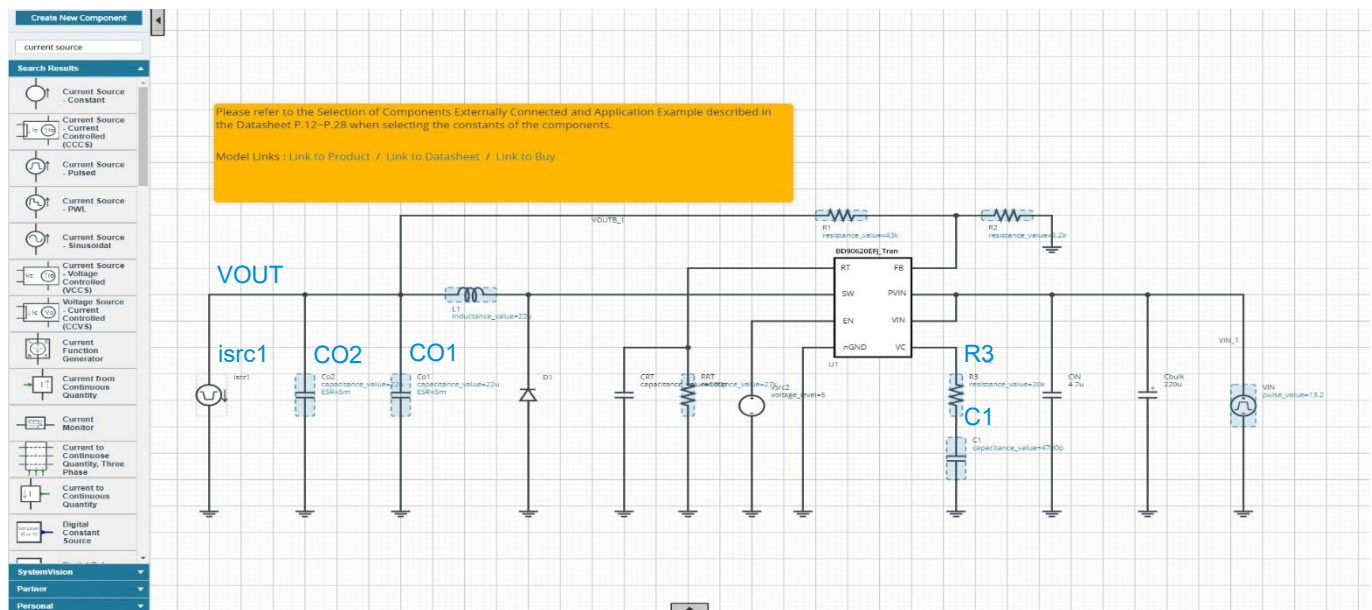 Create New Component
current source
Search Results
Current Source
- Constant
Current Source
- Current
Controlled
(CCCS)
Current Source
- Pulsed
Current Source
- PWL
Current Source
- Sinusoidal
Current Source
- Voltage
Controlled
(VCCS)
Voltage Source
- Current
Controlled
(CCVS)
Current
Function
Generator
Current from
Continuous
Quantity
Current
Monitor
Current to
Continuose
Quantity, Three
Phase
Current to
Continuous
Quantity
Digital
Constant
Source
SystemVision
Partner
Personal
Please refer to the Selection of Components Externally Connected and Application Example described in
the Datasheet P.12~P.28 when selecting the constants of the components.
Model Links : Link to Product / Link to Datasheet / Link to Buy
VOUTB_1
R1
resistance_value=43k
R2
BD90620EFJ_Tran
RT FB
SW PVIN
EN VIN
nGND VC
U1
VOUT
L1
isrc1
isrc1
CO2
Co2
ESR=5m
CO1
Co1
capacitance_value=22u
ESR=5m
D1
CRT
RRT
Vsrc2
voltage_level=5
R3
R3
resistance_value=20k
C1
C1
capacitance_value=4700p
CIN
4.7u
Cbulk
220u
VIN_1
VIN
pulse_value=13.2